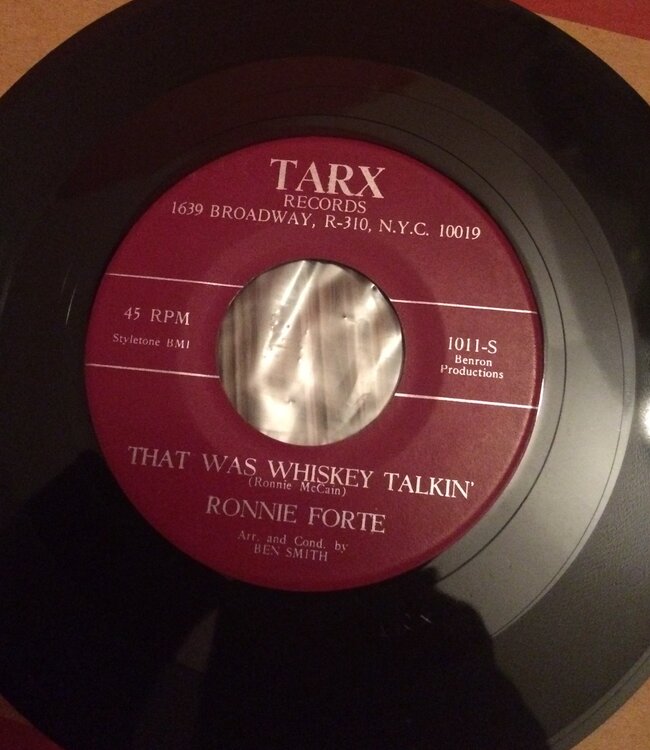 TARX
RECORDS
1639 BROADWAY, R-310, N.Y.C. 10019
45 RPM
Styletone BMI
1011-S
Benron
Productions
THAT WAS WHISKEY TALKIN'
(Ronnie McCain)
RONNIE FORTE
Arr. and Cond. by
BEN SMITH